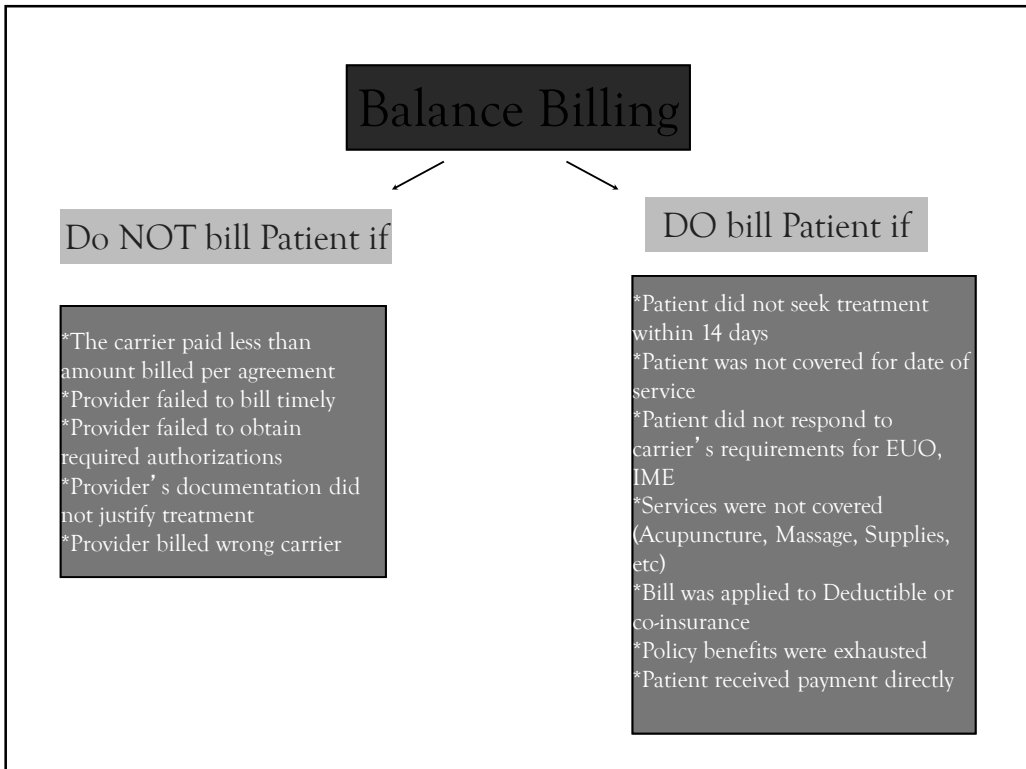 Balance Billing
Do NOT bill Patient if
*The carrier paid less than
amount billed per agreement
*Provider failed to bill timely
*Provider failed to obtain
required authorizations
*Provider’s documentation did
not justify treatment
*Provider billed wrong carrier
DO bill Patient if
*Patient did not seek treatment
within 14 days
*Patient was not covered for date of
service
*Patient did not respond to
carrier’s requirements for EUO,
IME
*Services were not covered
(Acupuncture, Massage, Supplies,
etc)
*Bill was applied to Deductible or
co-insurance
*Policy benefits were exhausted
*Patient received payment directly